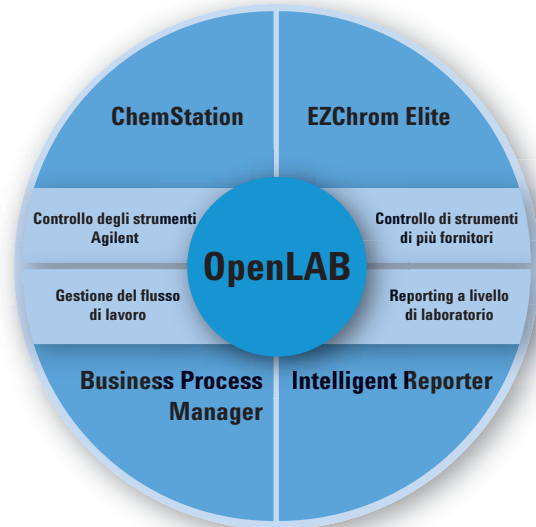 ChemStation
EZChrom Elite
Controllo degli strumenti
Agilent
Controllo di strumenti
di più fornitori
OpenLAB
Gestione del flusso
di lavoro
Reporting a livello
di laboratorio
Business Process
Manager
Intelligent Reporter